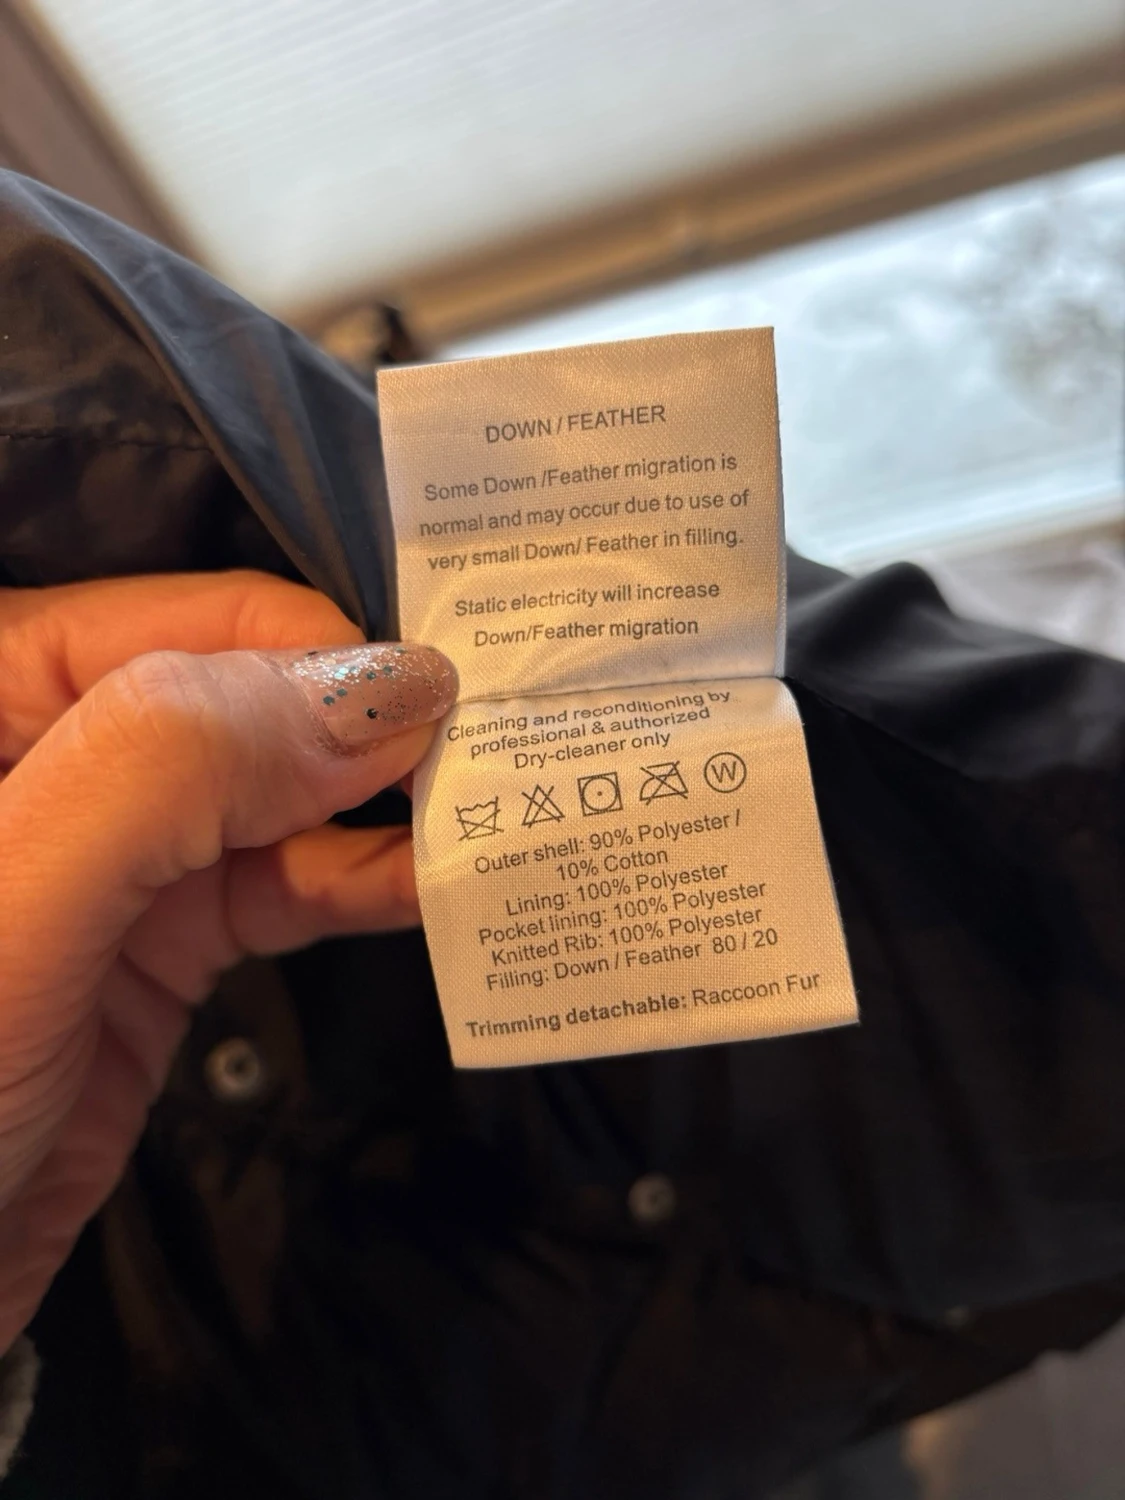 DOWN / FEATHER
Some Down /Feather migration is
normal and may occur due to use of
very small Down/ Feather in filling.
Static electricity will increase
Down/Feather migration
Cleaning and reconditioning by
professional & authorized
Dry-cleaner only
W
Outer shell: 90% Polyester /
10% Cotton
Lining: 100% Polyester
Pocket lining: 100% Polyester
Knitted Rib: 100% Polyester
Filling: Down / Feather 80 / 20
Trimming detachable: Raccoon Fur